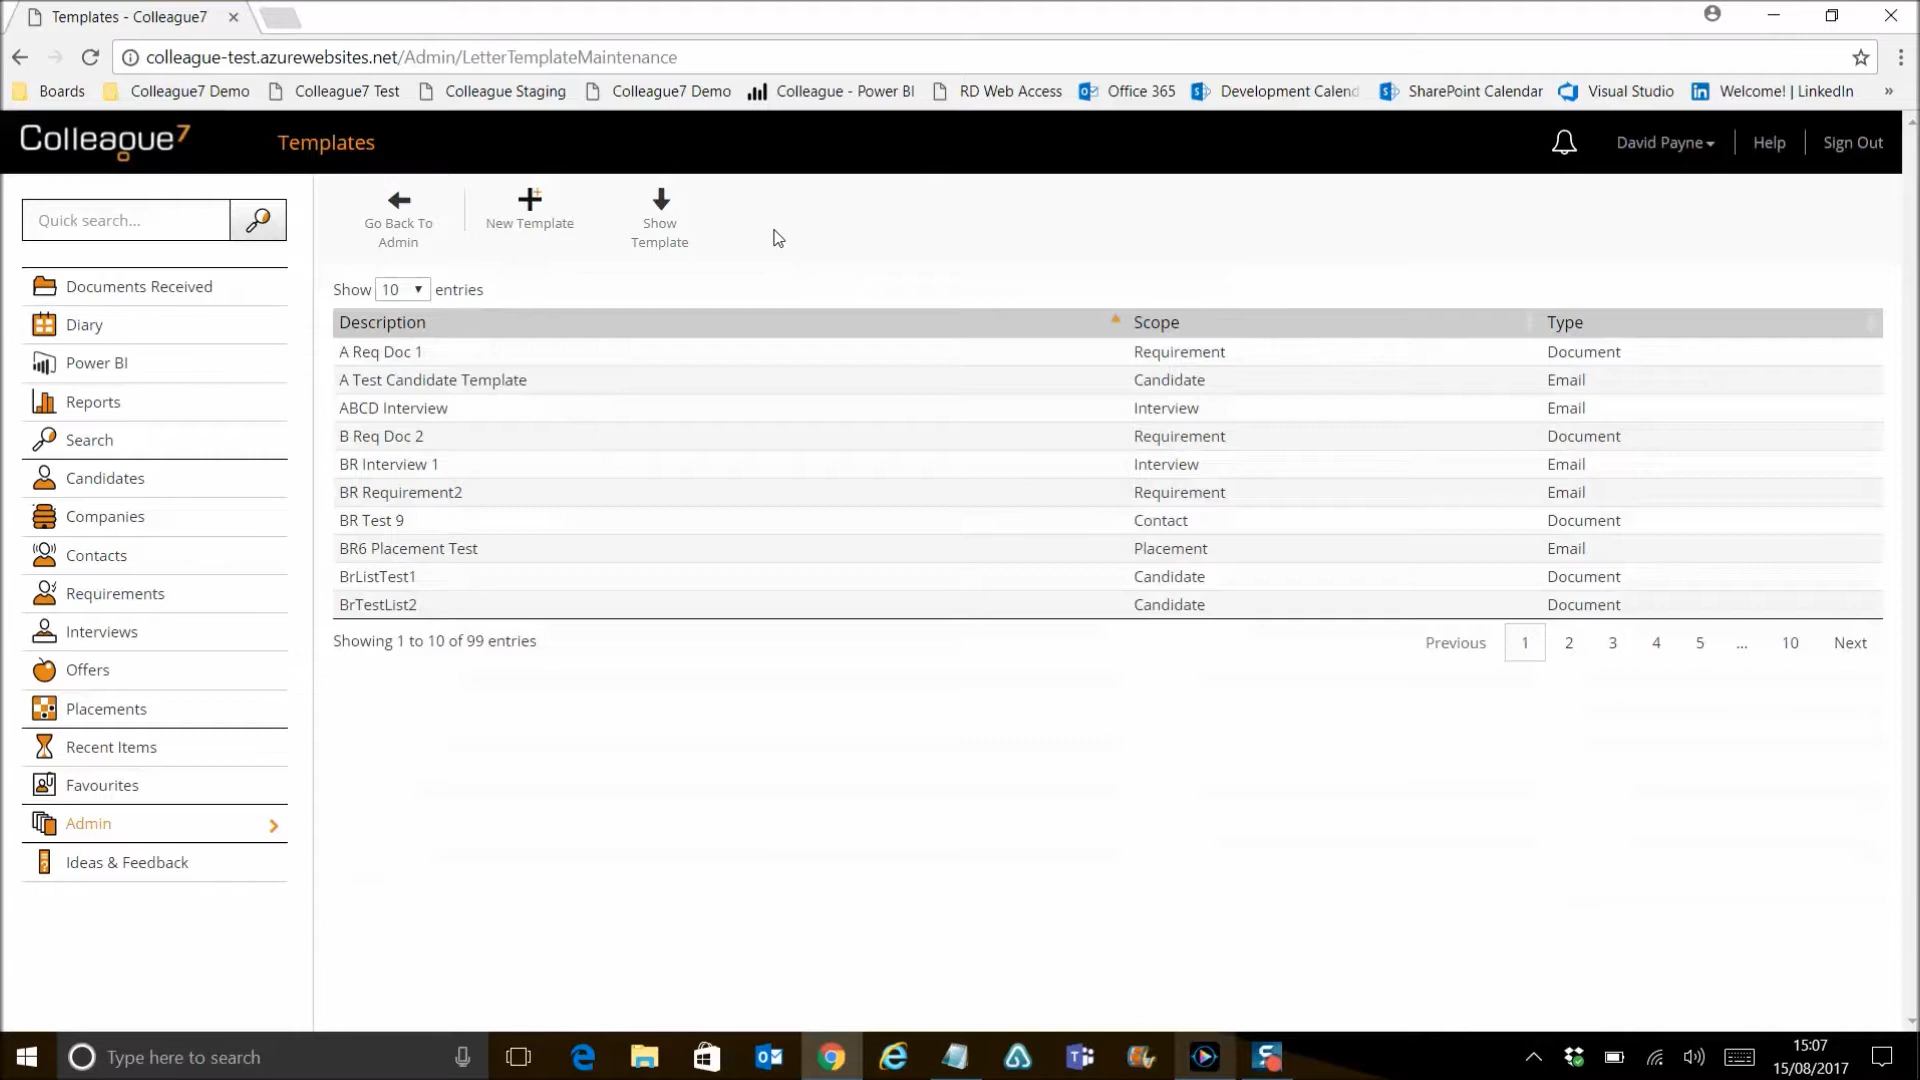 Templates - Colleague7
colleague-test.azurewebsites.net/Admin/LetterTemplateMaintenance
Boards Colleague7 Demo Colleague7 Test Colleague Staging Colleague7 Demo Colleague - Power BI RD Web Access Office 365 Development Calend SharePoint Calendar Visual Studio Welcome! | LinkedIn »
Colleague7 Templates David Payne Help Sign Out
Quick search...
Go Back To Admin
New Template
Show Template
Documents Received
Diary
Power BI
Reports
Search
Candidates
Companies
Contacts
Requirements
Interviews
Offers
Placements
Recent Items
Favourites
Admin
Ideas & Feedback
Show 10 entries
Description Scope Type
A Req Doc 1 Requirement Document
A Test Candidate Template Candidate Email
ABCD Interview Interview Email
B Req Doc 2 Requirement Document
BR Interview 1 Interview Email
BR Requirement2 Requirement Email
BR Test 9 Contact Document
BR6 Placement Test Placement Email
BrListTest1 Candidate Document
BrTestList2 Candidate Document
Showing 1 to 10 of 99 entries
Previous 1 2 3 4 5 ... 10 Next
Type here to search
15:07
15/08/2017